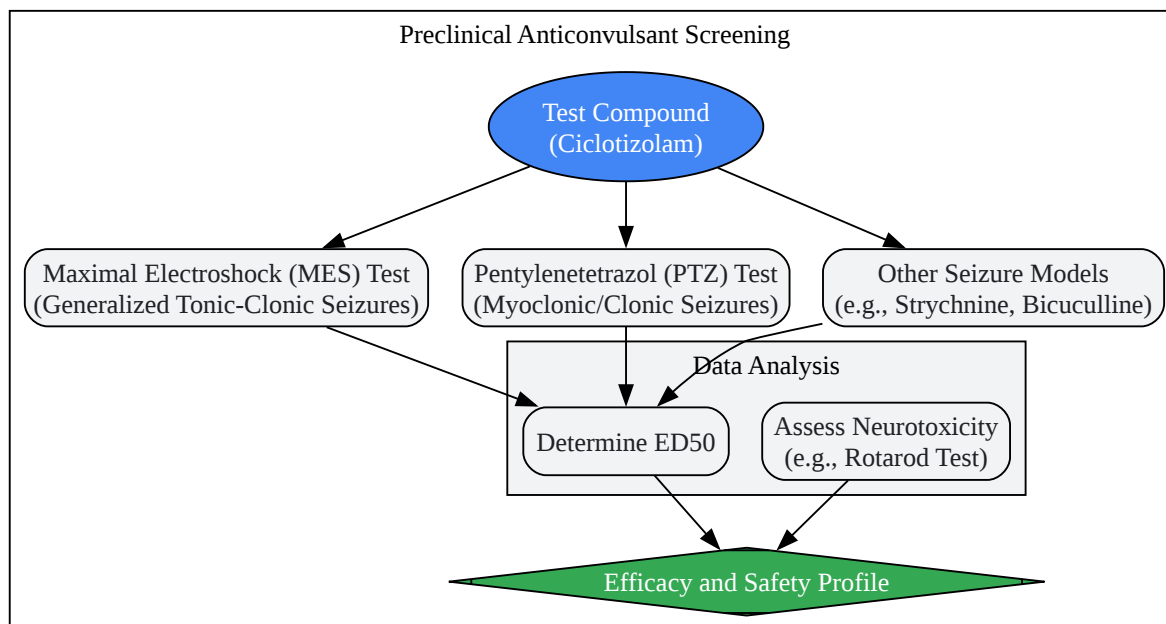 Preclinical Anticonvulsant Screening
Test Compound
(Ciclotizolam)
Maximal Electroshock (MES) Test
(Generalized Tonic-Clonic Seizures)
Pentylenetetrazol (PTZ) Test
(Myoclonic/Clonic Seizures)
Other Seizure Models
(e.g., Strychnine, Bicuculline)
Data Analysis
Determine ED50
Assess Neurotoxicity
(e.g., Rotarod Test)
Efficacy and Safety Profile